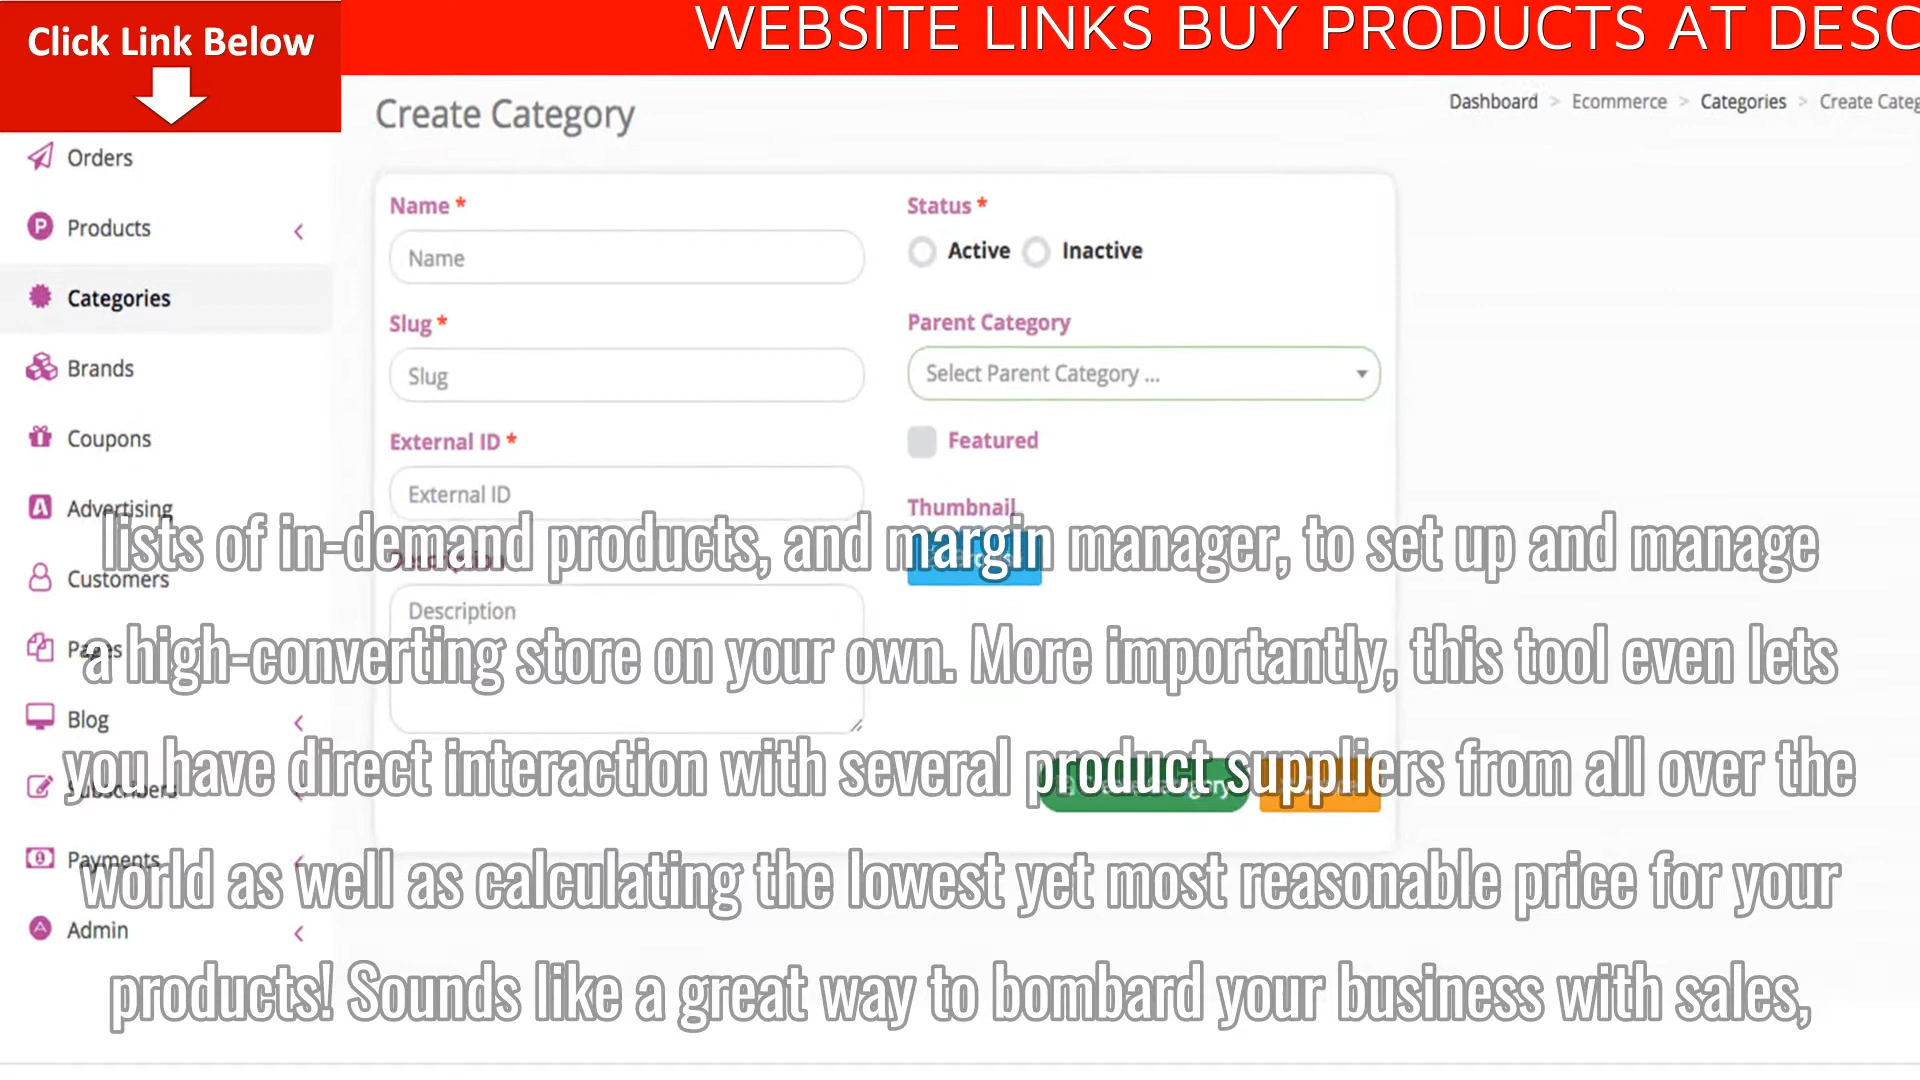 Click Link Below
WEBSITE LINKS BUY PRODUCTS AT DESC
Create Category
Dashboard > Ecommerce > Categories > Create Categ
Orders
Products
Categories
Brands
Coupons
Advertising
Customers
Pages
Blog
Subscribers
Payments
Admin
Name *
Name
Slug *
Slug
External ID *
External ID
Description
Description
Status *
Active Inactive
Parent Category
Select Parent Category ...
Featured
Thumbnail
lists of in-demand products, and margin manager, to set up and manage
a high-converting store on your own. More importantly, this tool even lets
you have direct interaction with several product suppliers from all over the
world as well as calculating the lowest yet most reasonable price for your
products! Sounds like a great way to bombard your business with sales,